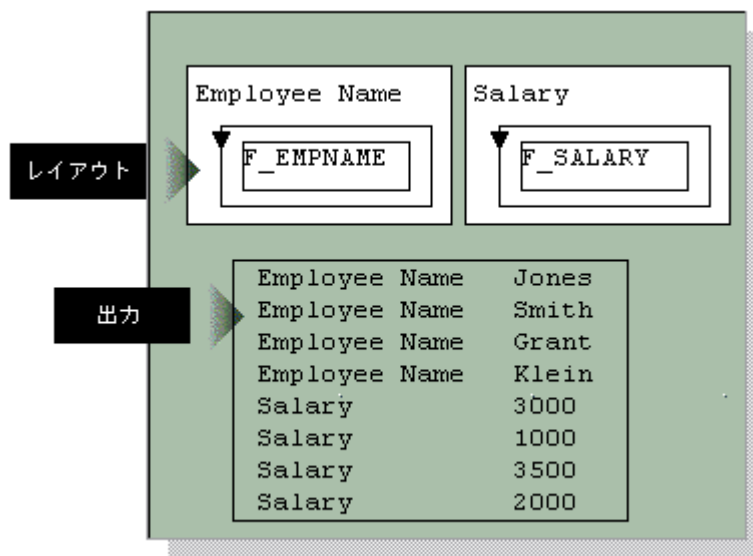 Employee Name Salary
レイアウト
F_EMPNAME F_SALARY
出力
Employee Name Jones
Employee Name Smith
Employee Name Grant
Employee Name Klein
Salary 3000
Salary 1000
Salary 3500
Salary 2000